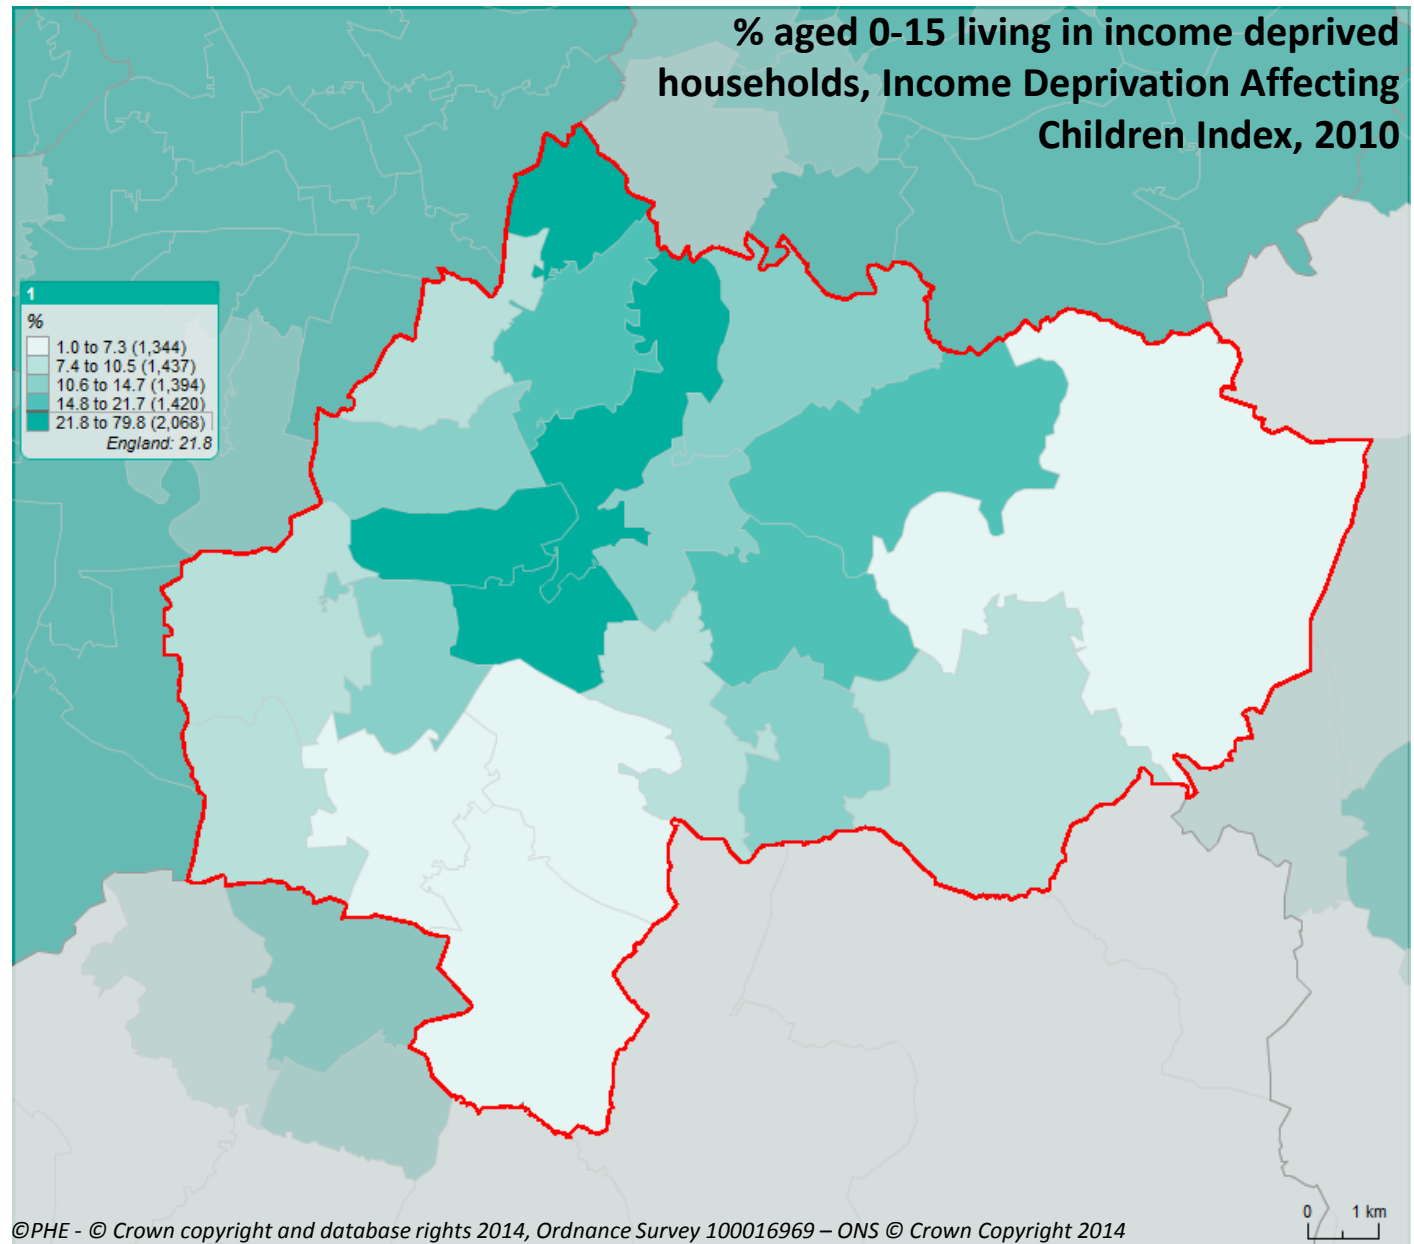 % aged 0-15 living in income deprived
households, Income Deprivation Affecting
Children Index, 2010
1
%
1.0 to 7.3 (1,344)
7.4 to 10.5 (1,437)
10.6 to 14.7 (1,394)
14.8 to 21.7 (1,420)
21.8 to 79.8 (2,068)
England: 21.8
0 1 km
©PHE - © Crown copyright and database rights 2014, Ordnance Survey 100016969 – ONS © Crown Copyright 2014